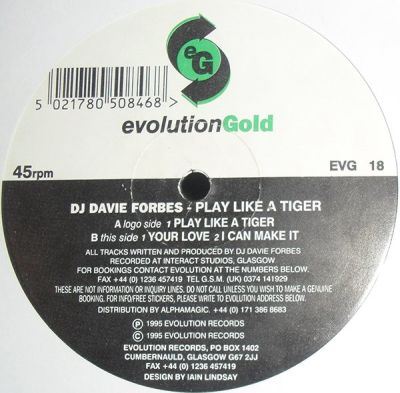 eG
5 021780 508468 >
evolutionGold
45rpm EVG 18
DJ DAVIE FORBES - PLAY LIKE A TIGER
A logo side 1 PLAY LIKE A TIGER
B this side 1 YOUR LOVE 2 I CAN MAKE IT
ALL TRACKS WRITTEN AND PRODUCED BY DJ DAVIE FORBES
RECORDED AT INTERACT STUDIOS, GLASGOW
FOR BOOKINGS CONTACT EVOLUTION AT THE NUMBERS BELOW.
FAX +44 (0) 1236 457419 TEL G.S.M. (UK) 0374 141929
THESE ARE NOT INFORMATION OR INQUIRY LINES. DO NOT CALL UNLESS YOU WISH TO MAKE A GENUINE
BOOKING. FOR INFO/FREE STICKERS, PLEASE WRITE TO EVOLUTION ADDRESS BELOW.
DISTRIBUTION BY ALPHAMAGIC. +44 (0) 171 386 8683
℗ 1995 EVOLUTION RECORDS
© 1995 EVOLUTION RECORDS
EVOLUTION RECORDS, PO BOX 1402
CUMBERNAULD, GLASGOW G67 2JJ
FAX +44 (0) 1236 457419
DESIGN BY IAIN LINDSAY